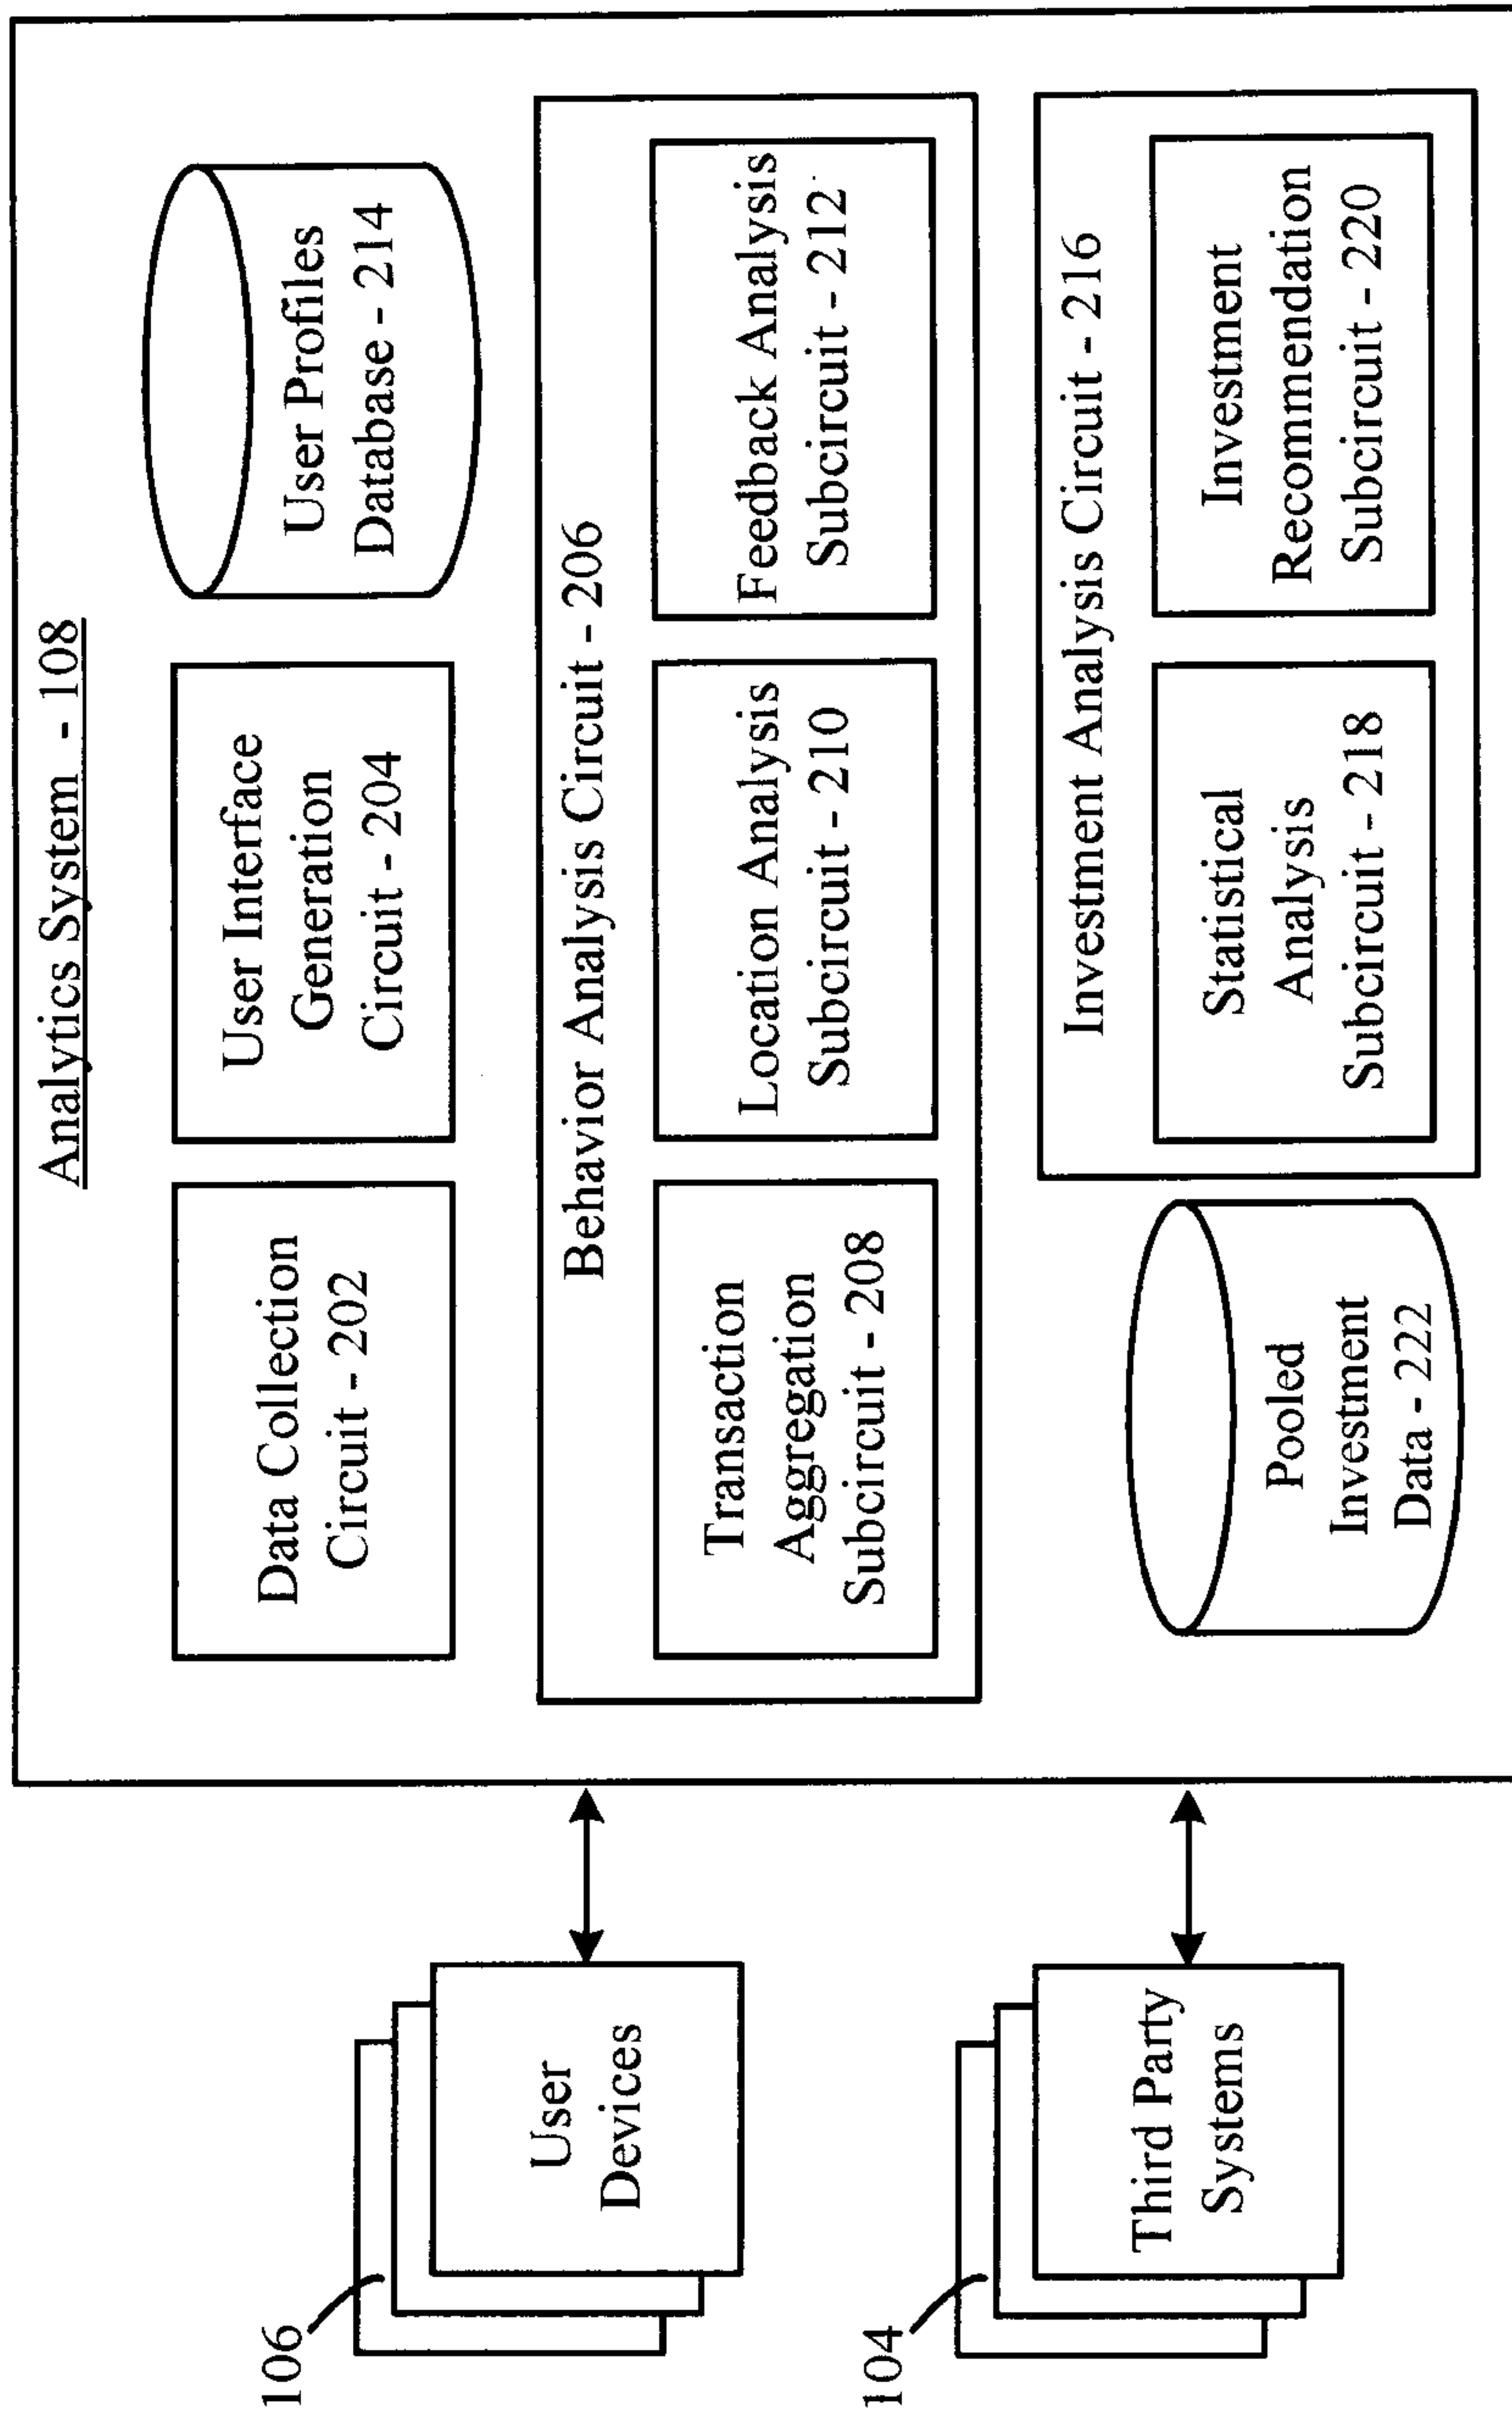 Analytics System - 108
Data Collection
Circuit - 202
User Interface
Generation
Circuit - 204
User Profiles
Database - 214
106
User
Devices
Behavior Analysis Circuit - 206
Transaction
Aggregation
Subcircuit - 208
Location Analysis
Subcircuit - 210
Feedback Analysis
Subcircuit - 212
104
Third Party
Systems
Pooled
Investment
Data - 222
Investment Analysis Circuit - 216
Statistical
Analysis
Subcircuit - 218
Investment
Recommendation
Subcircuit - 220